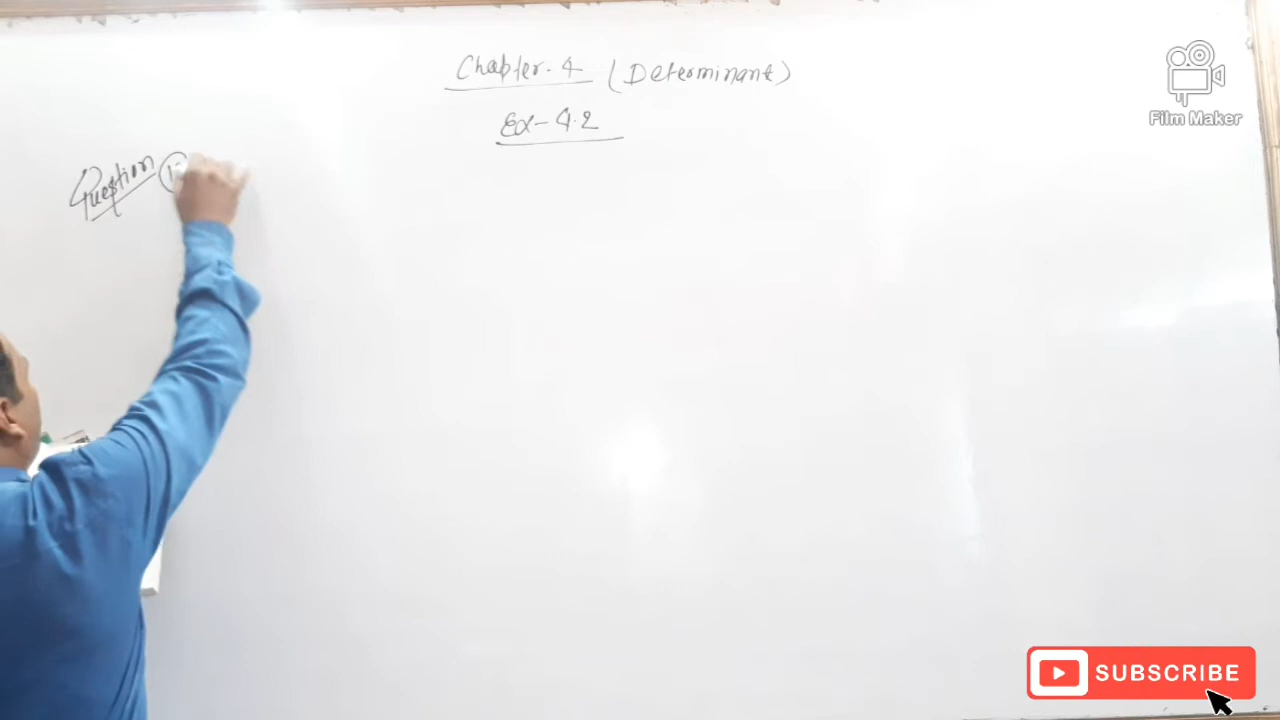 Chapter-4 (Determinant)
Ex-4.2
Question
Film Maker
SUBSCRIBE